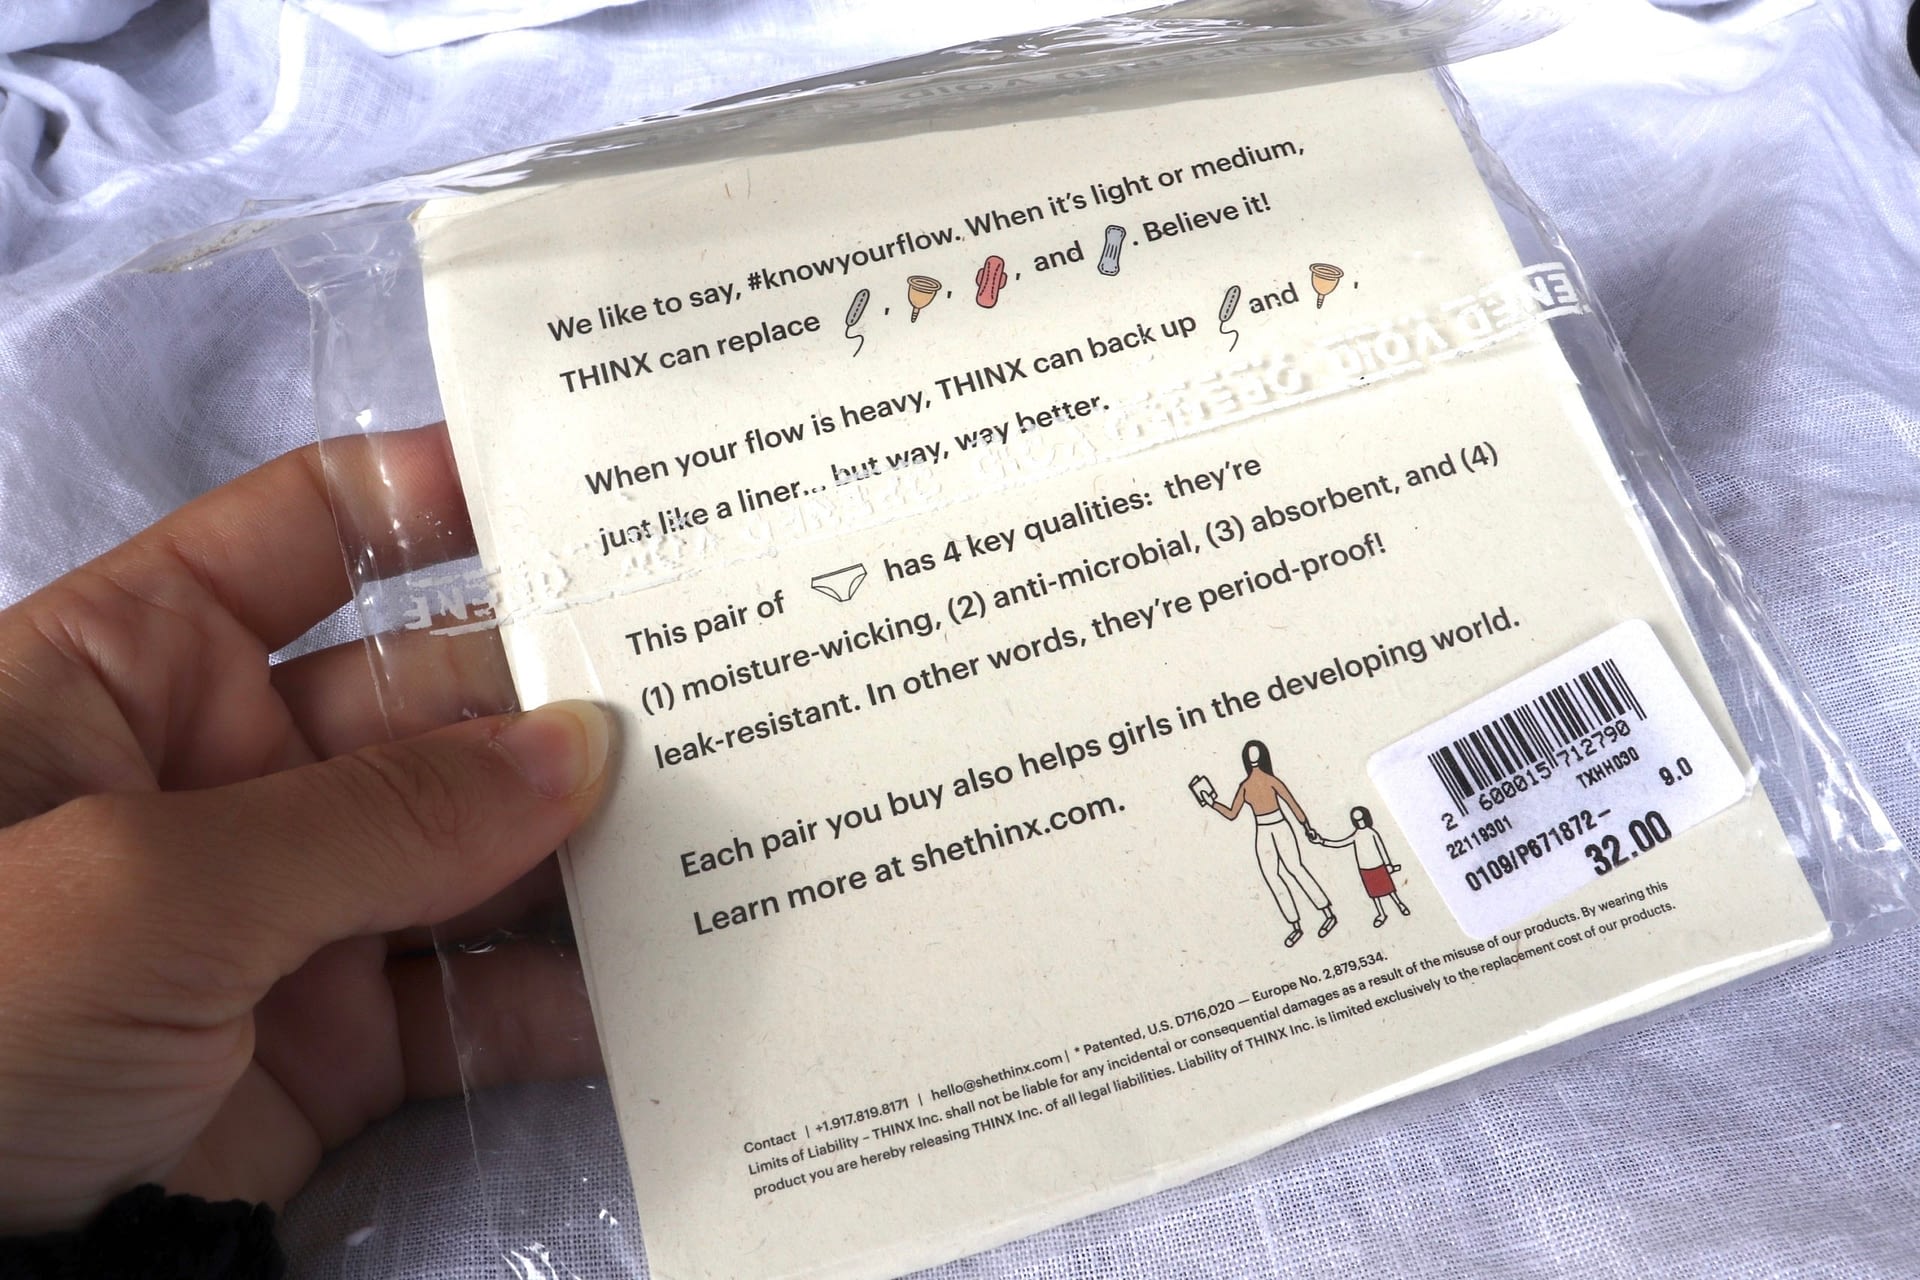 We like to say, #knowyourflow. When it's light or medium,
THINX can replace , , , and . Believe it!
When your flow is heavy, THINX can back up and ,
just like a liner... but way, way better.
This pair of has 4 key qualities: they're
(1) moisture-wicking, (2) anti-microbial, (3) absorbent, and (4)
leak-resistant. In other words, they're period-proof!
Each pair you buy also helps girls in the developing world.
Learn more at shethinx.com.
2 600015 712790
TXHH030
22119301 9.0
0109/P671872-
32.00
Contact | +1.917.819.8171 | hello@shethinx.com | * Patented, U.S. D716,020 — Europe No. 2,879,534.
Limits of Liability – THINX Inc. shall not be liable for any incidental or consequential damages as a result of the misuse of our products. By wearing this
product you are hereby releasing THINX Inc. of all legal liabilities. Liability of THINX Inc. is limited exclusively to the replacement cost of our products.